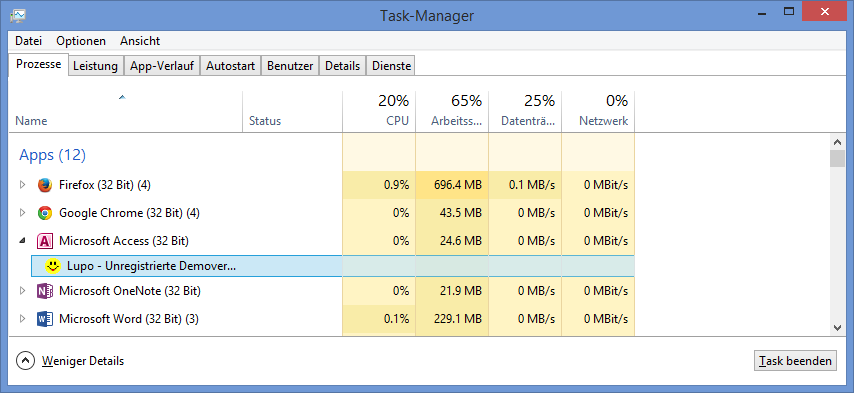 Task-Manager
Datei Optionen Ansicht
Prozesse Leistung App-Verlauf Autostart Benutzer Details Dienste
20% 65% 25% 0%
Name Status CPU Arbeitss... Datenträ... Netzwerk
Apps (12)
Firefox (32 Bit) (4) 0.9% 696.4 MB 0.1 MB/s 0 MBit/s
Google Chrome (32 Bit) (4) 0% 43.5 MB 0 MB/s 0 MBit/s
Microsoft Access (32 Bit) 0% 24.6 MB 0 MB/s 0 MBit/s
Lupo - Unregistrierte Demover...
Microsoft OneNote (32 Bit) 0% 21.9 MB 0 MB/s 0 MBit/s
Microsoft Word (32 Bit) (3) 0.1% 229.1 MB 0 MB/s 0 MBit/s
Weniger Details Task beenden